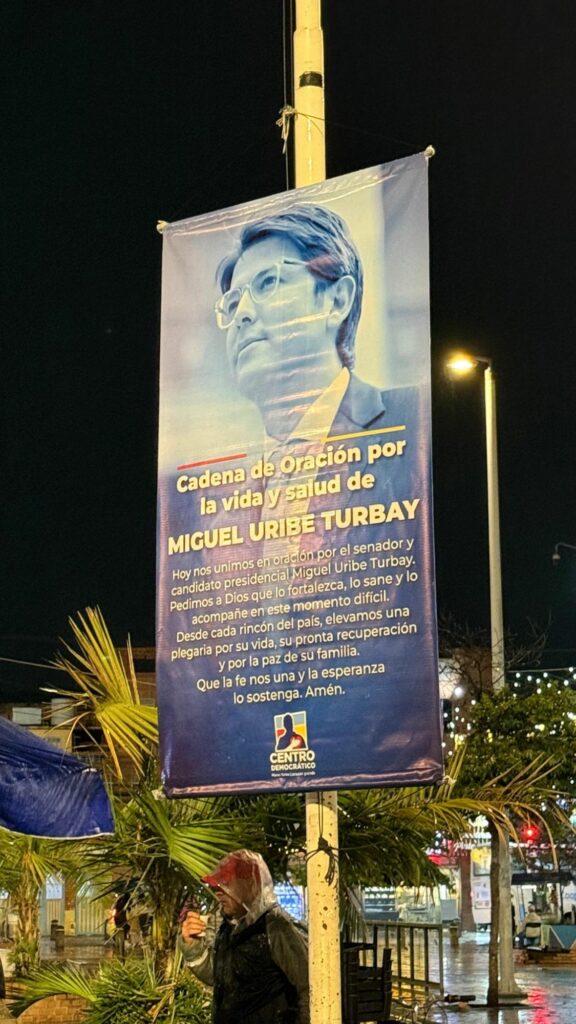 Cadena de Oración por
la vida y salud de
MIGUEL URIBE TURBAY
Hoy nos unimos en oración por el senador y
candidato presidencial Miguel Uribe Turbay.
Pedimos a Dios que lo fortalezca, lo sane y lo
acompañe en este momento difícil.
Desde cada rincón del país, elevamos una
plegaria por su vida, su pronta recuperación
y por la paz de su familia.
Que la fe nos una y la esperanza
lo sostenga. Amén.
CENTRO
DEMOCRÁTICO